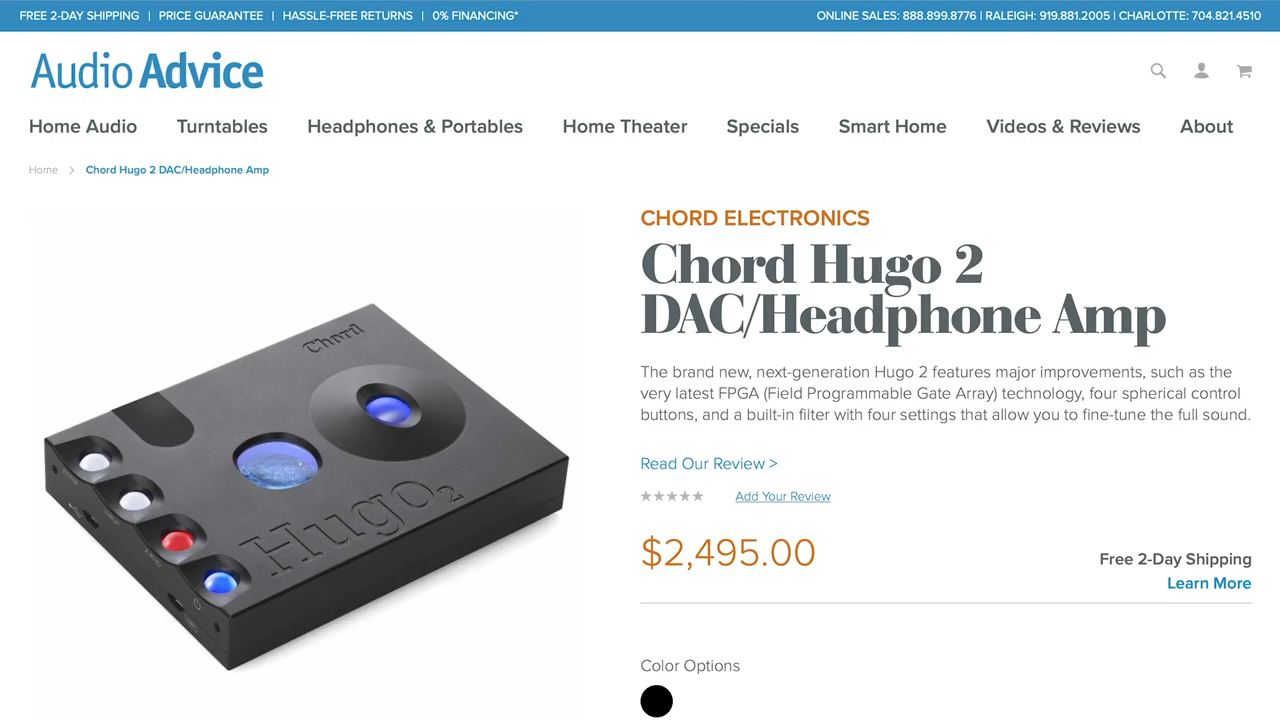 FREE 2-DAY SHIPPING | PRICE GUARANTEE | HASSLE-FREE RETURNS | 0% FINANCING*
ONLINE SALES: 888.899.8776 | RALEIGH: 919.881.2005 | CHARLOTTE: 704.821.4510
Audio Advice
Home Audio Turntables Headphones & Portables Home Theater Specials Smart Home Videos & Reviews About
Home > Chord Hugo 2 DAC/Headphone Amp
Chord
Hugo2
CHORD ELECTRONICS
Chord Hugo 2
DAC/Headphone Amp
The brand new, next-generation Hugo 2 features major improvements, such as the
very latest FPGA (Field Programmable Gate Array) technology, four spherical control
buttons, and a built-in filter with four settings that allow you to fine-tune the full sound.
Read Our Review >
Add Your Review
$2,495.00
Free 2-Day Shipping
Learn More
Color Options